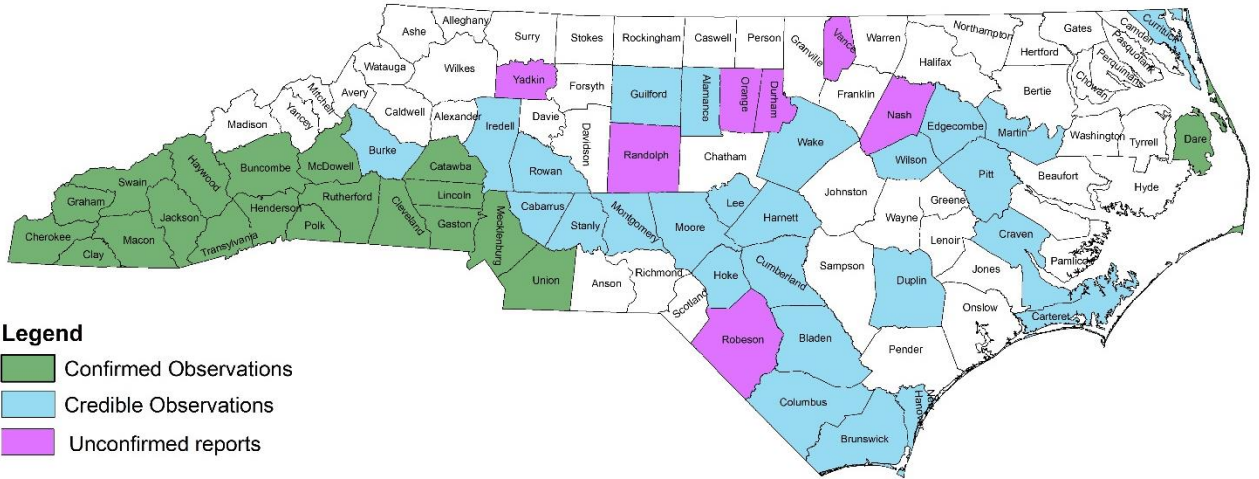 Ashe
Alleghany
Surry
Stokes
Rockingham
Caswell
Person
Granville
Vance
Warren
Northampton
Gates
Camden
Currituck
Pasquotank
Perquimans
Chowan
Hertford
Halifax
Watauga
Wilkes
Yadkin
Forsyth
Guilford
Alamance
Orange
Durham
Franklin
Nash
Bertie
Mitchell
Avery
Yancey
Madison
Caldwell
Alexander
Iredell
Davie
Davidson
Randolph
Chatham
Wake
Edgecombe
Martin
Washington
Tyrrell
Dare
Haywood
Buncombe
McDowell
Burke
Catawba
Rowan
Wilson
Pitt
Beaufort
Hyde
Swain
Graham
Jackson
Henderson
Rutherford
Cleveland
Lincoln
Gaston
Polk
Transylvania
Cherokee
Macon
Clay
Mecklenburg
Cabarrus
Stanly
Montgomery
Moore
Lee
Harnett
Johnston
Wayne
Greene
Lenoir
Craven
Pamlico
Jones
Union
Anson
Richmond
Scotland
Hoke
Cumberland
Sampson
Duplin
Onslow
Carteret
Robeson
Bladen
Pender
Columbus
Brunswick
New
Hanover
Legend
Confirmed Observations
Credible Observations
Unconfirmed reports